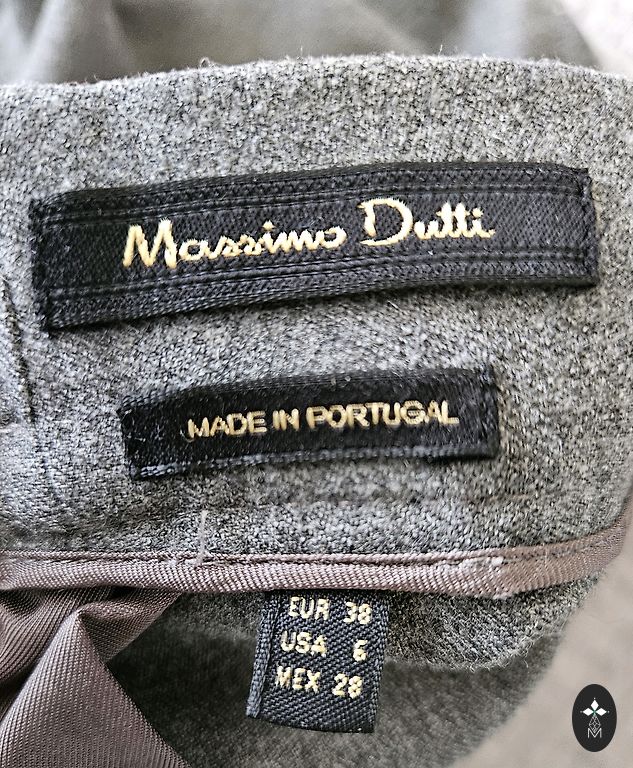 Massimo Dutti
MADE IN PORTUGAL
EUR 38
USA 6
MEX 28
M